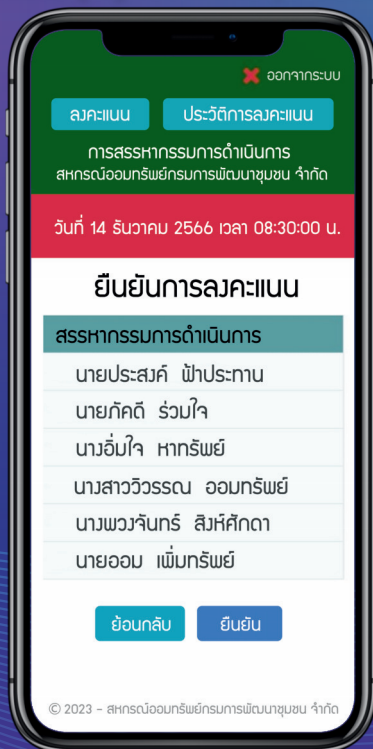 ออกจากระบบ
ลงคะแนน ประวัติการลงคะแนน
การสรรหากรรมการดำเนินการ
สหกรณ์ออมทรัพย์กรมการพัฒนาชุมชน จำกัด
วันที่ 14 ธันวาคม 2566 เวลา 08:30:00 น.
ยืนยันการลงคะแนน
สรรหากรรมการดำเนินการ
นายประสงค์ ฟ้าประทาน
นายภัคดี ร่วมใจ
นางอิ่มใจ หาทรัพย์
นางสาววิวรรณ ออมทรัพย์
นางพวงจันทร์ สิงห์ศักดา
นายออม เพิ่มทรัพย์
ย้อนกลับ ยืนยัน
© 2023 - สหกรณ์ออมทรัพย์กรมการพัฒนาชุมชน จำกัด